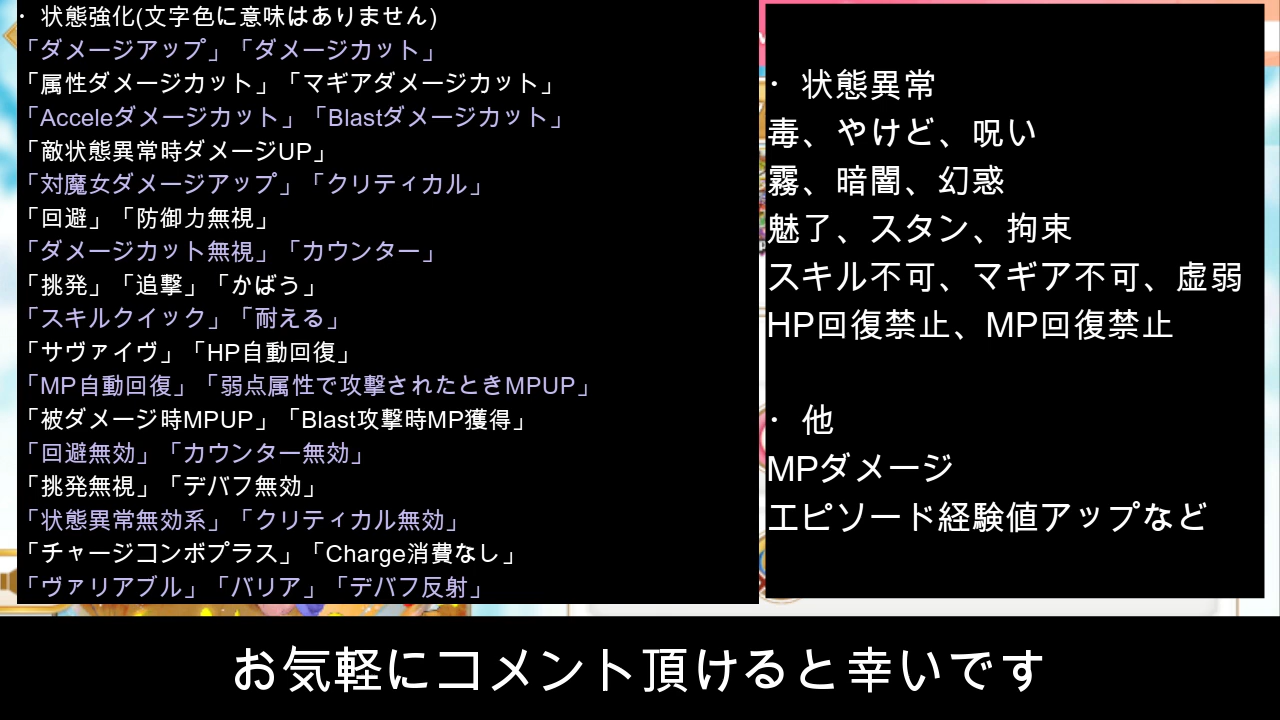 ・状態強化(文字色に意味はありません)
「ダメージアップ」「ダメージカット」
「属性ダメージカット」「マギアダメージカット」
「Acceleダメージカット」「Blastダメージカット」
「敵状態異常時ダメージUP」
「対魔女ダメージアップ」「クリティカル」
「回避」「防御力無視」
「ダメージカット無視」「カウンター」
「挑発」「追撃」「かばう」
「スキルクイック」「耐える」
「サヴァイヴ」「HP自動回復」
「MP自動回復」「弱点属性で攻撃されたときMPUP」
「被ダメージ時MPUP」「Blast攻撃時MP獲得」
「回避無効」「カウンター無効」
「挑発無視」「デバフ無効」
「状態異常無効系」「クリティカル無効」
「チャージコンボプラス」「Charge消費なし」
「ヴァリアブル」「バリア」「デバフ反射」
・状態異常
毒、やけど、呪い
霧、暗闇、幻惑
魅了、スタン、拘束
スキル不可、マギア不可、虚弱
HP回復禁止、MP回復禁止
・他
MPダメージ
エピソード経験値アップなど
お気軽にコメント頂けると幸いです